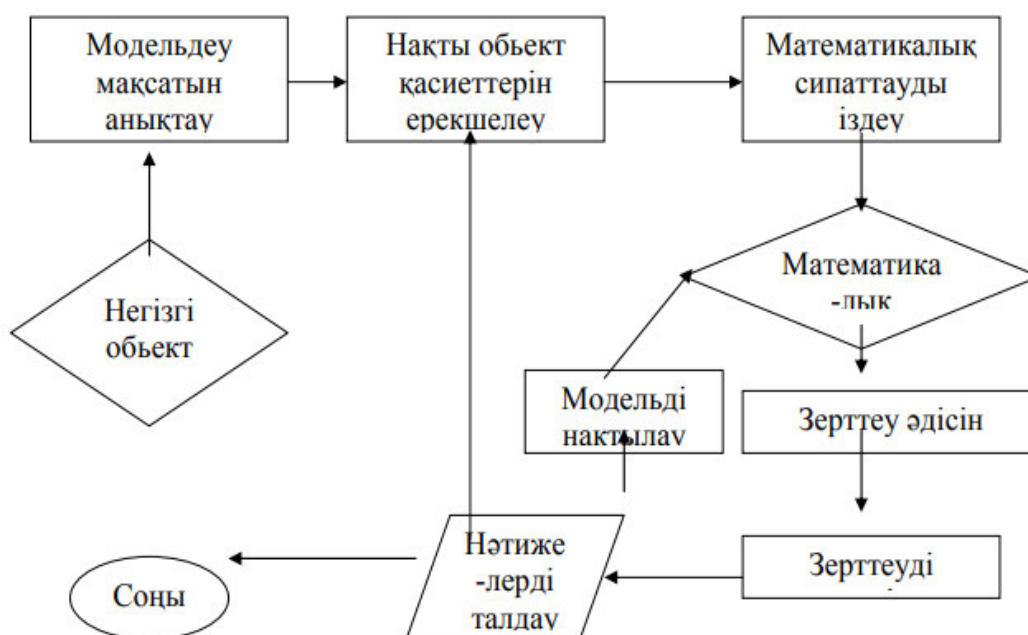 Модельдеу
мақсатын
анықтау
Нақты обьект
қасиеттерін
ерекшелеу
Математикалық
сипаттауды
іздеу
Негізгі
обьект
Математика
-лық
Модельді
нақтылау
Зерттеу әдісін
Нәтиже
-лерді
талдау
Зерттеуді
Соңы